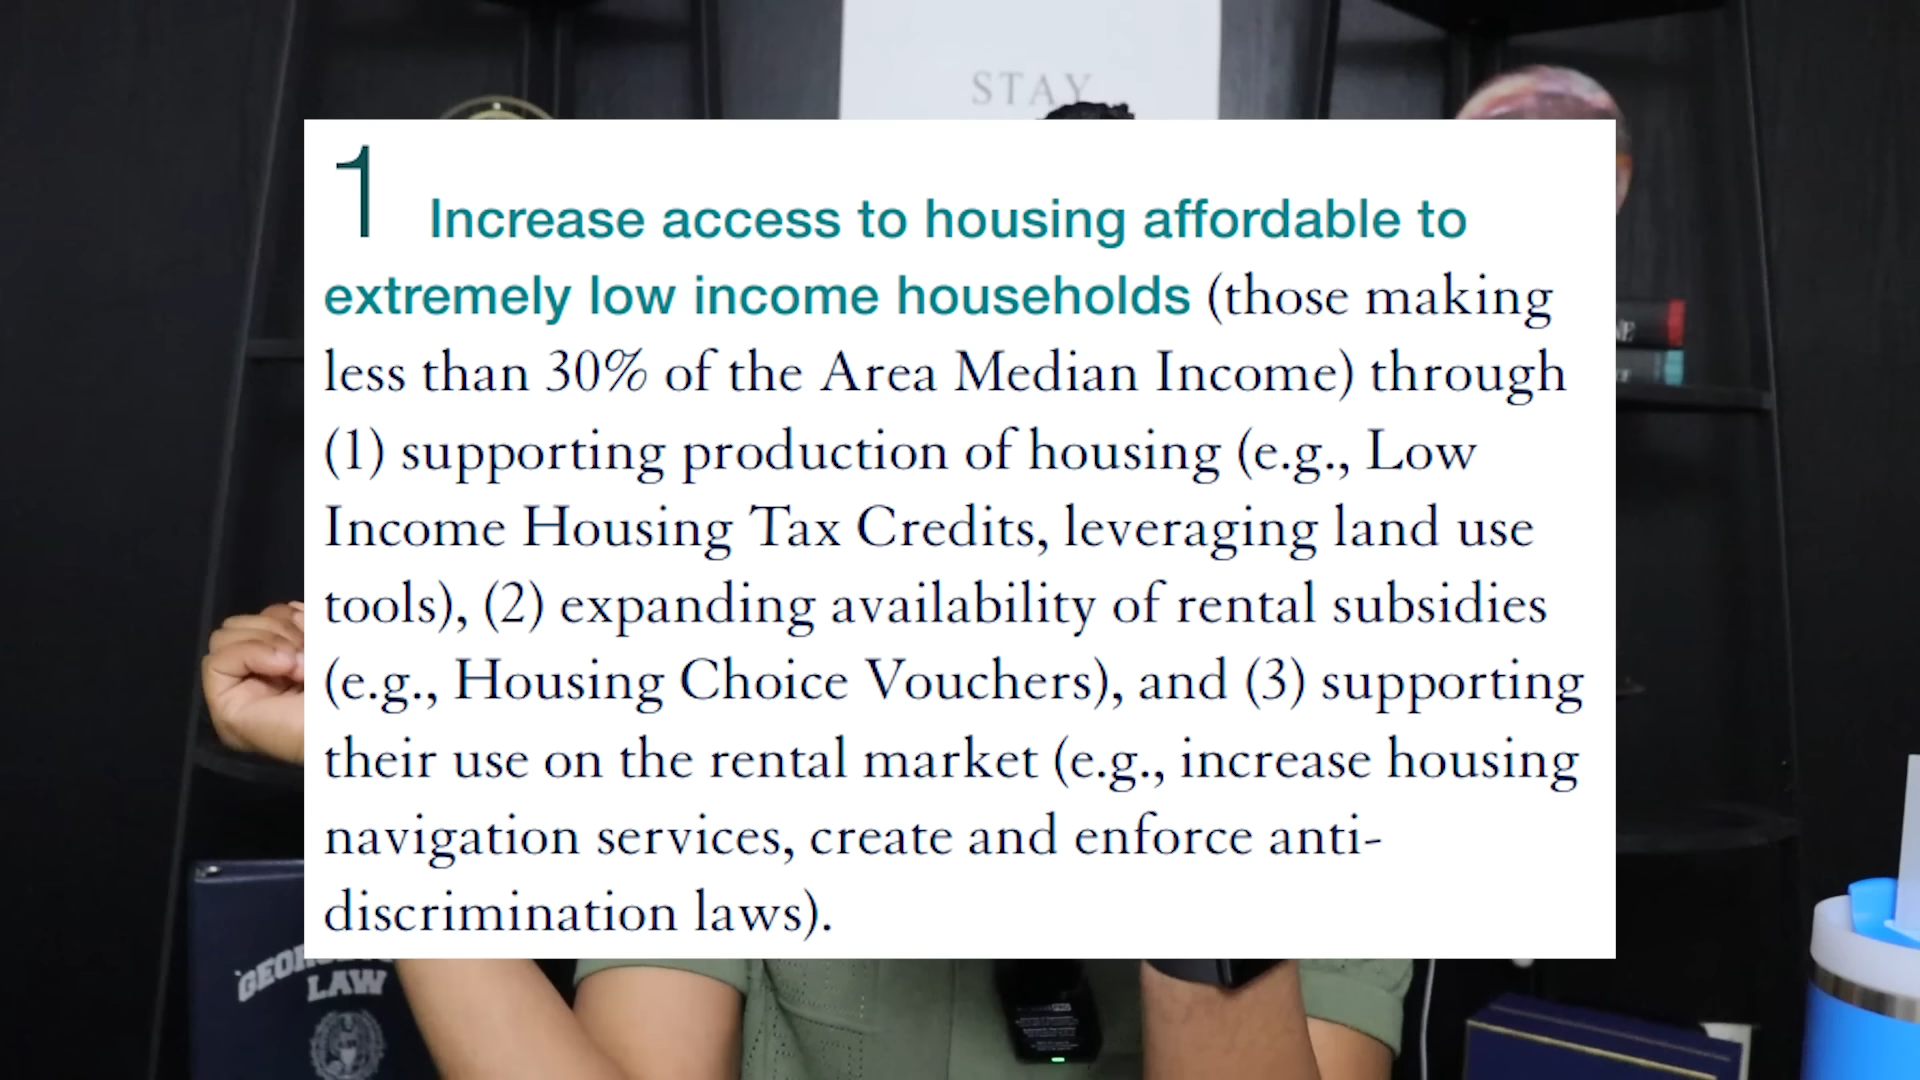 STAY
1 Increase access to housing affordable to
extremely low income households (those making
less than 30% of the Area Median Income) through
(1) supporting production of housing (e.g., Low
Income Housing Tax Credits, leveraging land use
tools), (2) expanding availability of rental subsidies
(e.g., Housing Choice Vouchers), and (3) supporting
their use on the rental market (e.g., increase housing
navigation services, create and enforce anti-
discrimination laws).
LAW